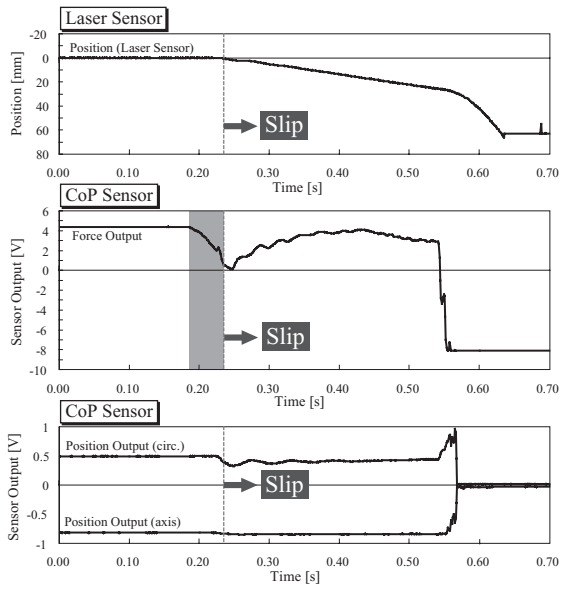 Laser Sensor
-20
0
20
40
60
80
Position [mm]
Position (Laser Sensor)
Slip
0.00 0.10 0.20 0.30 0.40 0.50 0.60 0.70
Time [s]
CoP Sensor
6
4
2
0
-2
-4
-6
-8
-10
Sensor Output [V]
Force Output
Slip
0.00 0.10 0.20 0.30 0.40 0.50 0.60 0.70
Time [s]
CoP Sensor
1
0.5
0
-0.5
-1
Sensor Output [V]
Position Output (circ.)
Slip
Position Output (axis)
0.00 0.10 0.20 0.30 0.40 0.50 0.60 0.70
Time [s]